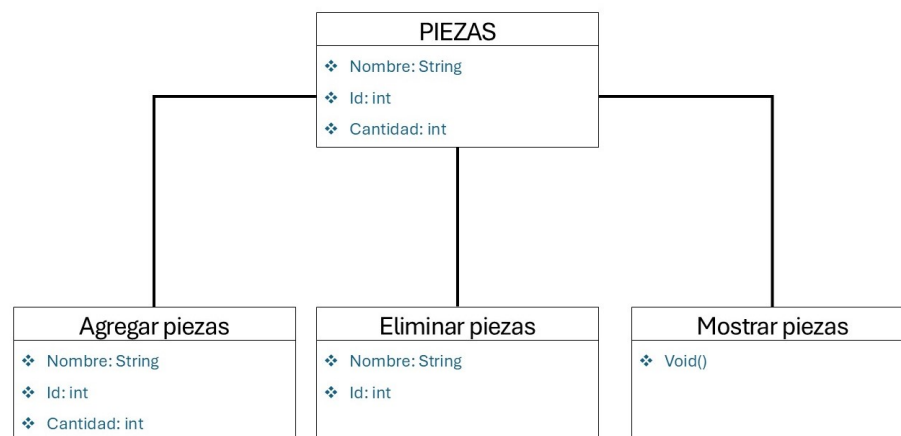 PIEZAS
❖ Nombre: String
❖ Id: int
❖ Cantidad: int
Agregar piezas
❖ Nombre: String
❖ Id: int
❖ Cantidad: int
Eliminar piezas
❖ Nombre: String
❖ Id: int
Mostrar piezas
❖ Void()